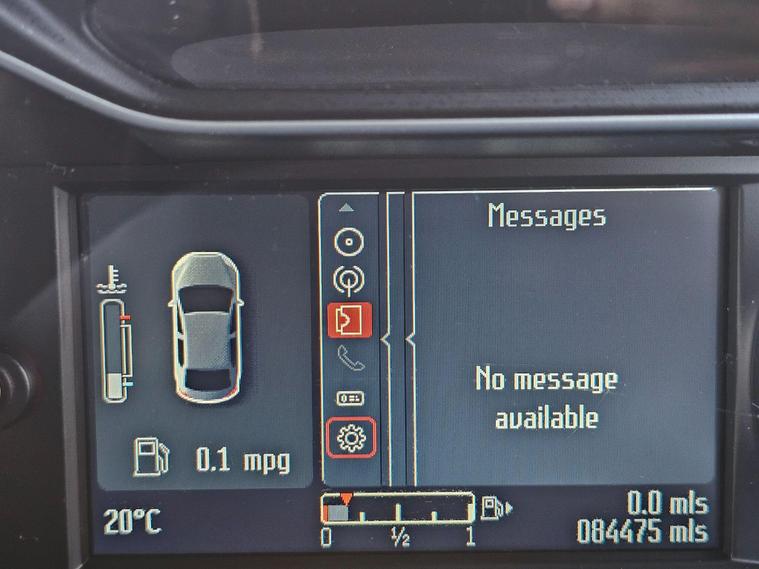 Messages
No message
available
0.1 mpg
20°C
0 ½ 1
0.0 mls
084475 mls